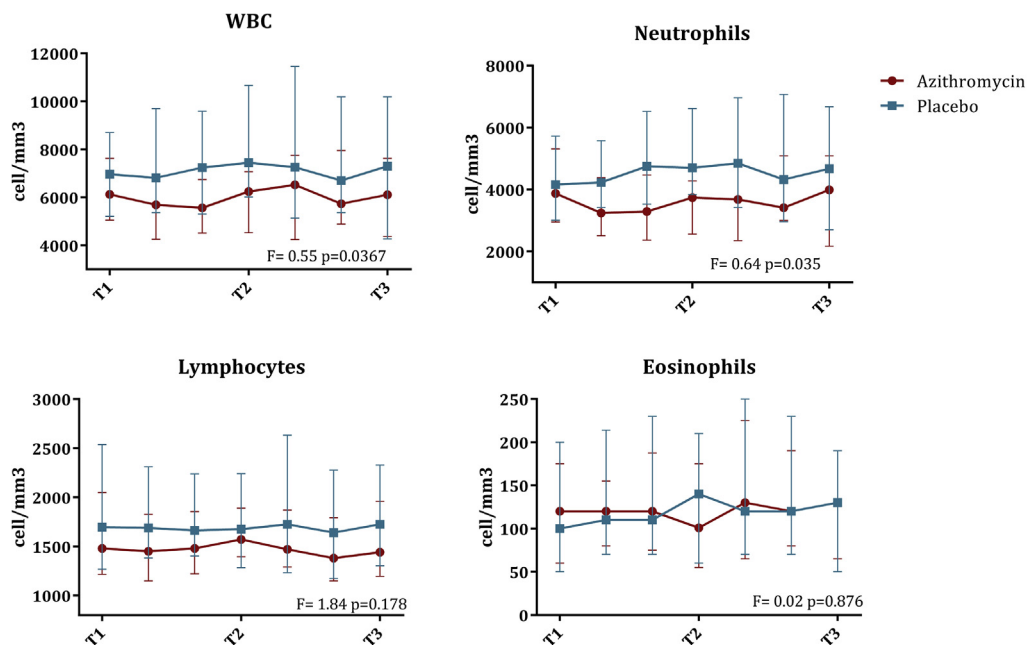 WBC
12000
10000
8000
6000
4000
cell/mm3
F= 0.55 p=0.0367
T1
T2
T3
Neutrophils
8000
6000
4000
2000
cell/mm3
F= 0.64 p=0.035
T1
T2
T3
Azithromycin
Placebo
Lymphocytes
3000
2500
2000
1500
1000
cell/mm3
F= 1.84 p=0.178
T1
T2
T3
Eosinophils
250
200
150
100
50
0
cell/mm3
F= 0.02 p=0.876
T1
T2
T3